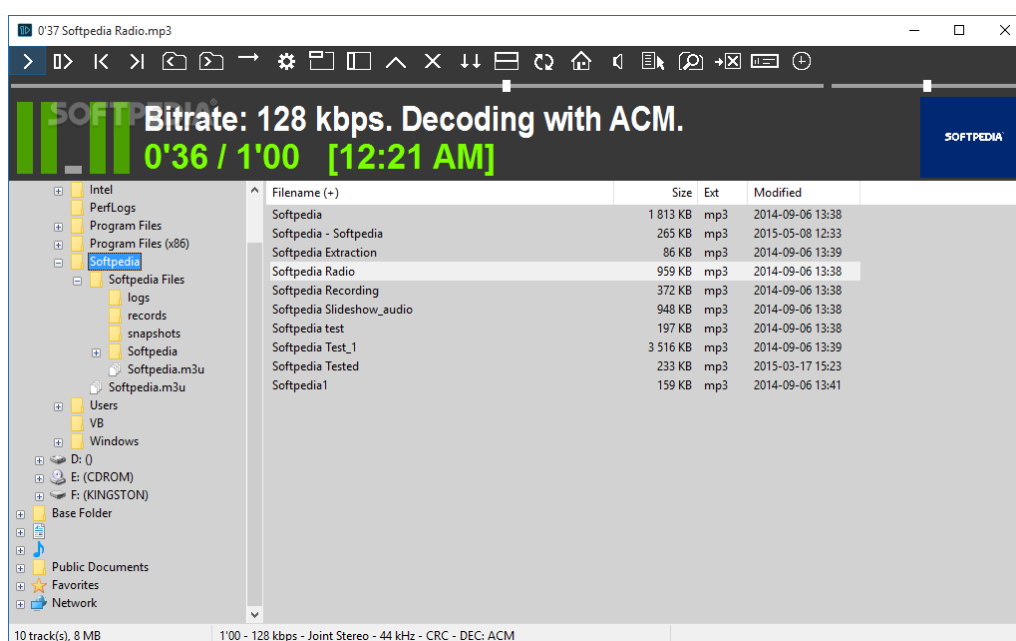 0'37 Softpedia Radio.mp3
SOFTPEDIA
Bitrate: 128 kbps. Decoding with ACM.
0'36 / 1'00 [12:21 AM]
SOFTPEDIA
Intel
PerfLogs
Program Files
Program Files (x86)
Softpedia
Softpedia Files
logs
records
snapshots
Softpedia
Softpedia.m3u
Softpedia.m3u
Users
VB
Windows
D: ()
E: (CDROM)
F: (KINGSTON)
Base Folder
Public Documents
Favorites
Network
Filename (+) Size Ext Modified
Softpedia 1 813 KB mp3 2014-09-06 13:38
Softpedia - Softpedia 265 KB mp3 2015-05-08 12:33
Softpedia Extraction 86 KB mp3 2014-09-06 13:39
Softpedia Radio 959 KB mp3 2014-09-06 13:38
Softpedia Recording 372 KB mp3 2014-09-06 13:38
Softpedia Slideshow_audio 948 KB mp3 2014-09-06 13:38
Softpedia test 197 KB mp3 2014-09-06 13:38
Softpedia Test_1 3 516 KB mp3 2014-09-06 13:39
Softpedia Tested 233 KB mp3 2015-03-17 15:23
Softpedia1 159 KB mp3 2014-09-06 13:41
10 track(s), 8 MB 1'00 - 128 kbps - Joint Stereo - 44 kHz - CRC - DEC: ACM